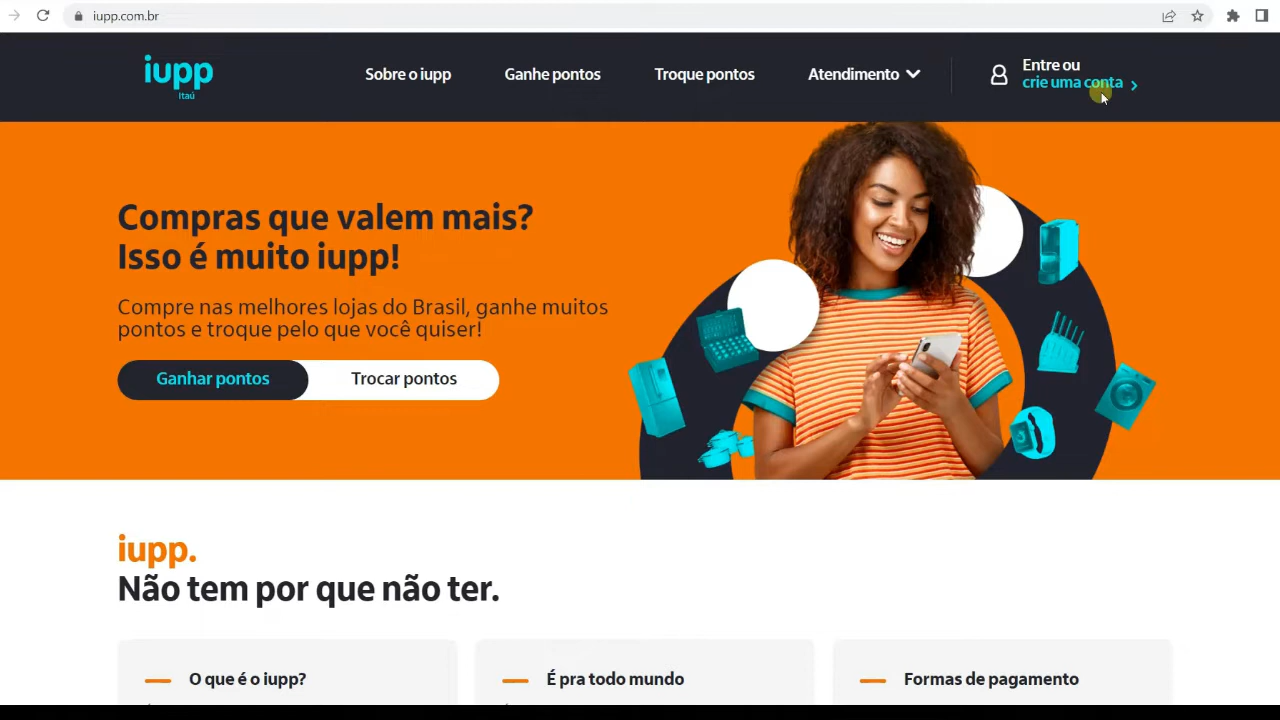 iupp.com.br
iupp
Itaú
Sobre o iupp
Ganhe pontos
Troque pontos
Atendimento
Entre ou
crie uma conta
Compras que valem mais?
Isso é muito iupp!
Compre nas melhores lojas do Brasil, ganhe muitos
pontos e troque pelo que você quiser!
Ganhar pontos
Trocar pontos
iupp.
Não tem por que não ter.
O que é o iupp?
É pra todo mundo
Formas de pagamento